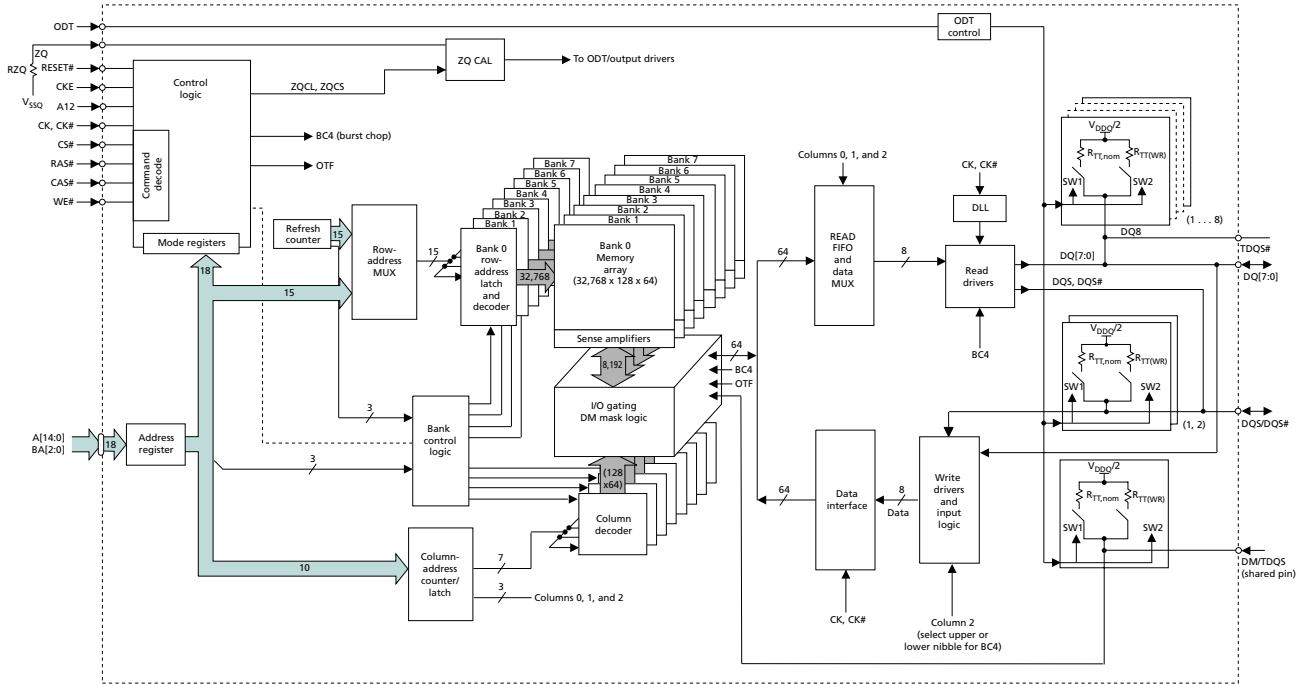 ODT
ODT
control
ZQ
RZQ
V_SSQ
RESET#
CKE
A12
CK, CK#
CS#
RAS#
CAS#
WE#
Control
logic
Command
decode
Mode registers
ZQ CAL
To ODT/output drivers
ZQCL, ZQCS
BC4 (burst chop)
OTF
Refresh
counter
15
Row-
address
MUX
15
18
15
Bank 7
Bank 6
Bank 5
Bank 4
Bank 3
Bank 2
Bank 1
Bank 0
row-
address
latch
and
decoder
32,768
Bank 7
Bank 6
Bank 5
Bank 4
Bank 3
Bank 2
Bank 1
Bank 0
Memory
array
(32,768 x 128 x 64)
Sense amplifiers
8,192
64
BC4
OTF
I/O gating
DM mask logic
(128
x64)
Column
decoder
3
3
Bank
control
logic
A[14:0]
BA[2:0]
18
Address
register
10
Column-
address
counter/
latch
7
3
Columns 0, 1, and 2
Columns 0, 1, and 2
64
READ
FIFO
and
data
MUX
8
CK, CK#
DLL
Read
drivers
BC4
DQ8
DQ[7:0]
DQS, DQS#
V_DDQ/2
R_TT,nom
R_TT(WR)
SW1
SW2
(1 . . . 8)
TDQS#
DQ[7:0]
V_DDQ/2
R_TT,nom
R_TT(WR)
SW1
SW2
(1, 2)
DQS/DQS#
V_DDQ/2
R_TT,nom
R_TT(WR)
SW1
SW2
DM/TDQS
(shared pin)
64
Data
interface
8
Data
Write
drivers
and
input
logic
CK, CK#
Column 2
(select upper or
lower nibble for BC4)